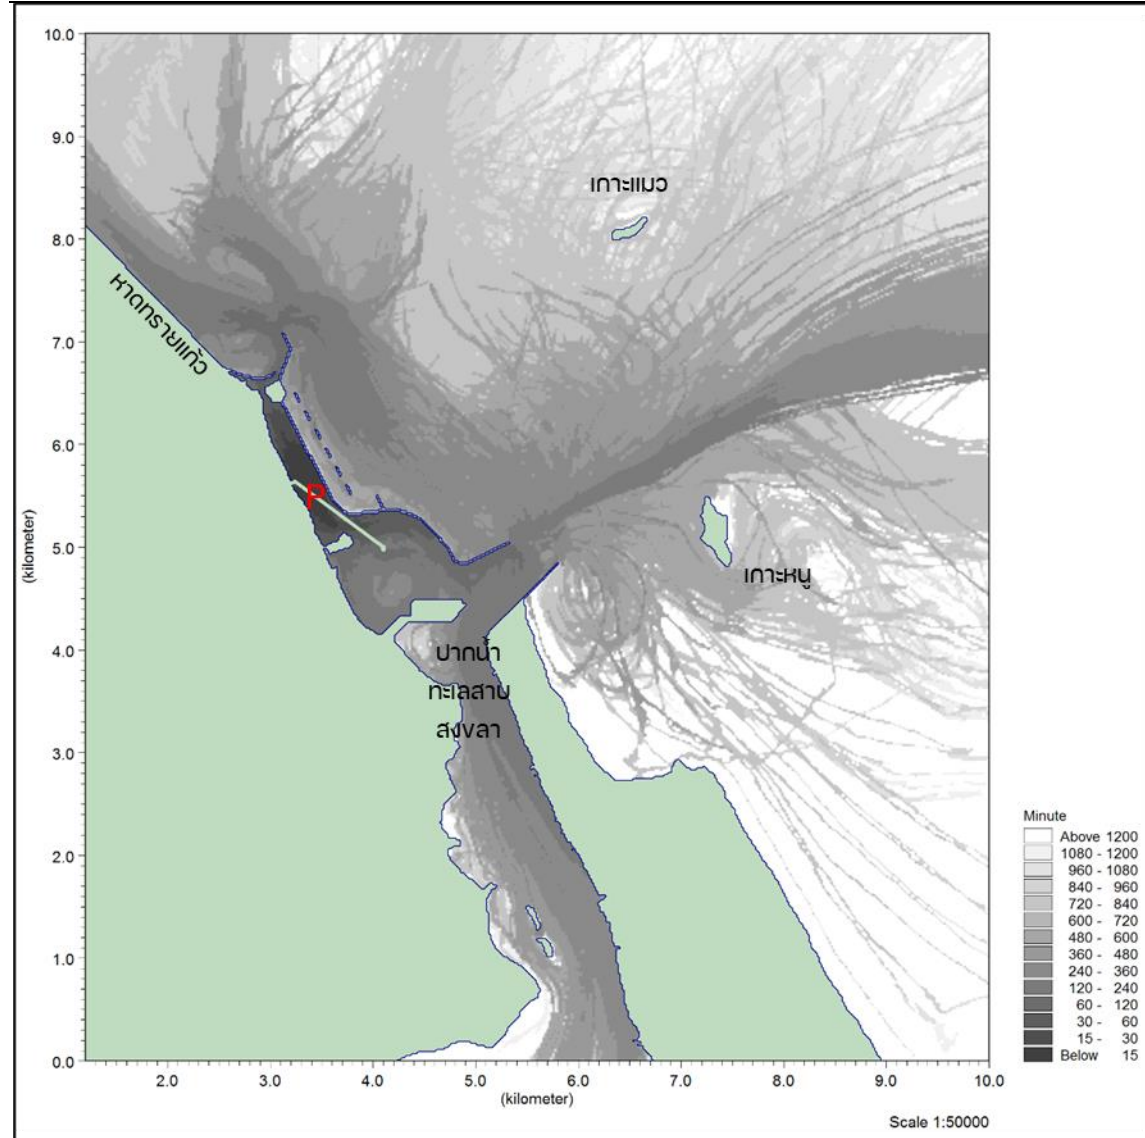 10.0
9.0
8.0
7.0
6.0
5.0
4.0
3.0
2.0
1.0
0.0
(kilometer)
เกาะแมว
หาดทรายแก้ว
P
เกาะหนู
ปากน้ำ
ทะเลสาบ
สงขลา
2.0 3.0 4.0 5.0 6.0 7.0 8.0 9.0 10.0
(kilometer)
Scale 1:50000
Minute
Above 1200
1080 - 1200
960 - 1080
840 - 960
720 - 840
600 - 720
480 - 600
360 - 480
240 - 360
120 - 240
60 - 120
30 - 60
15 - 30
Below 15